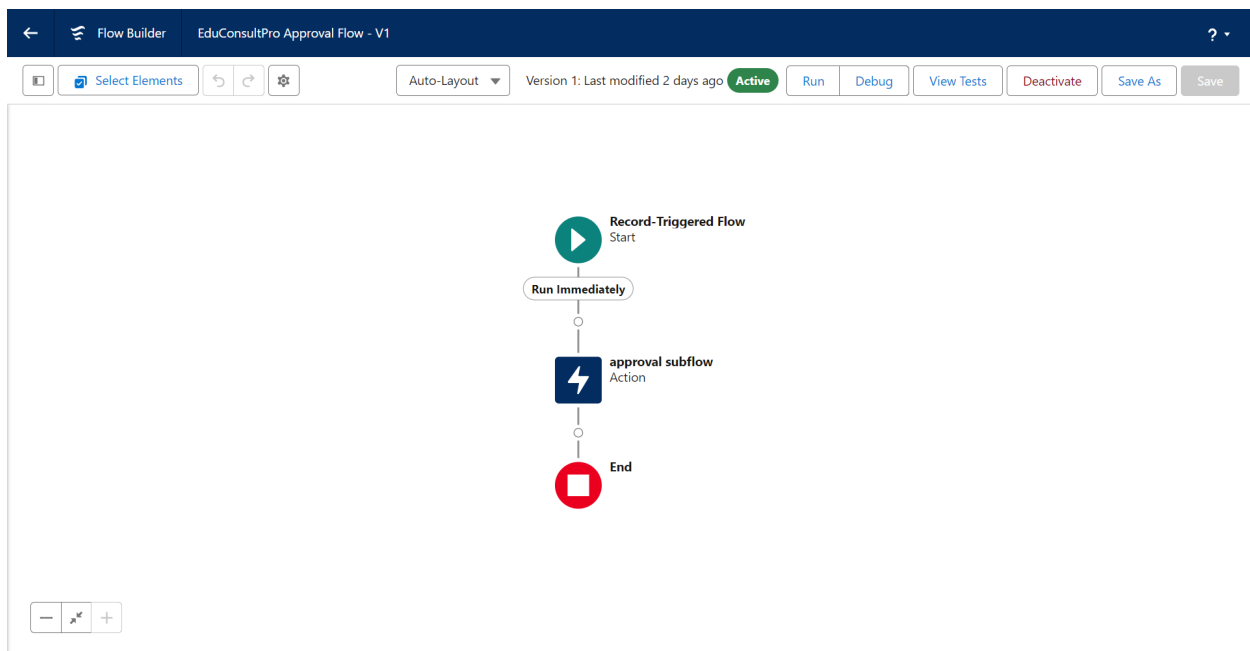 Flow Builder EduConsultPro Approval Flow - V1 ?
Select Elements Auto-Layout Version 1: Last modified 2 days ago Active Run Debug View Tests Deactivate Save As Save
Record-Triggered Flow
Start
Run Immediately
approval subflow
Action
End